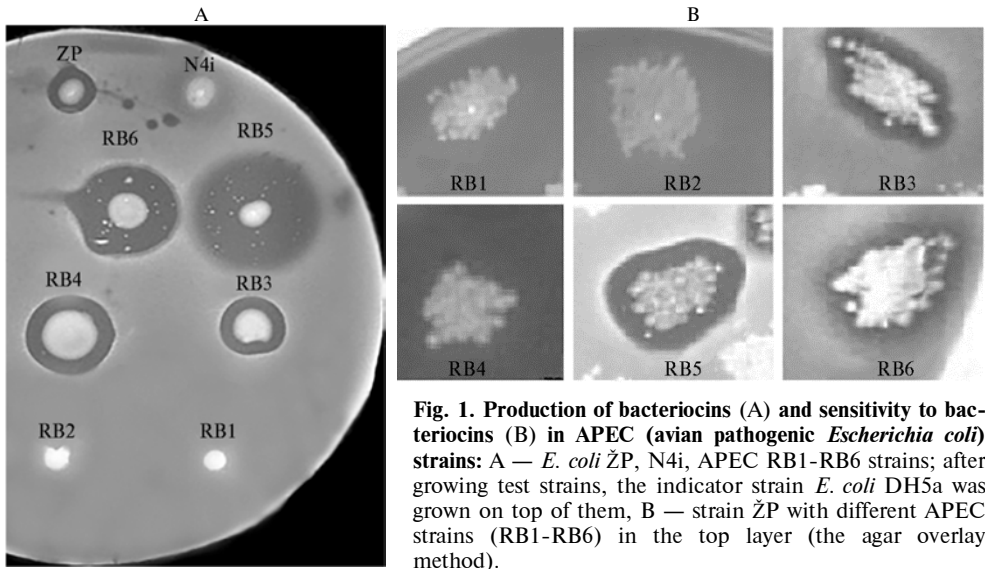 A
B
ŽP
N4i
RB6
RB5
RB4
RB3
RB2
RB1
RB1
RB2
RB3
RB4
RB5
RB6
Fig. 1. Production of bacteriocins (A) and sensitivity to bac-
teriocins (B) in APEC (avian pathogenic Escherichia coli)
strains: A — E. coli ŽP, N4i, APEC RB1-RB6 strains; after
growing test strains, the indicator strain E. coli DH5a was
grown on top of them, B — strain ŽP with different APEC
strains (RB1-RB6) in the top layer (the agar overlay
method).